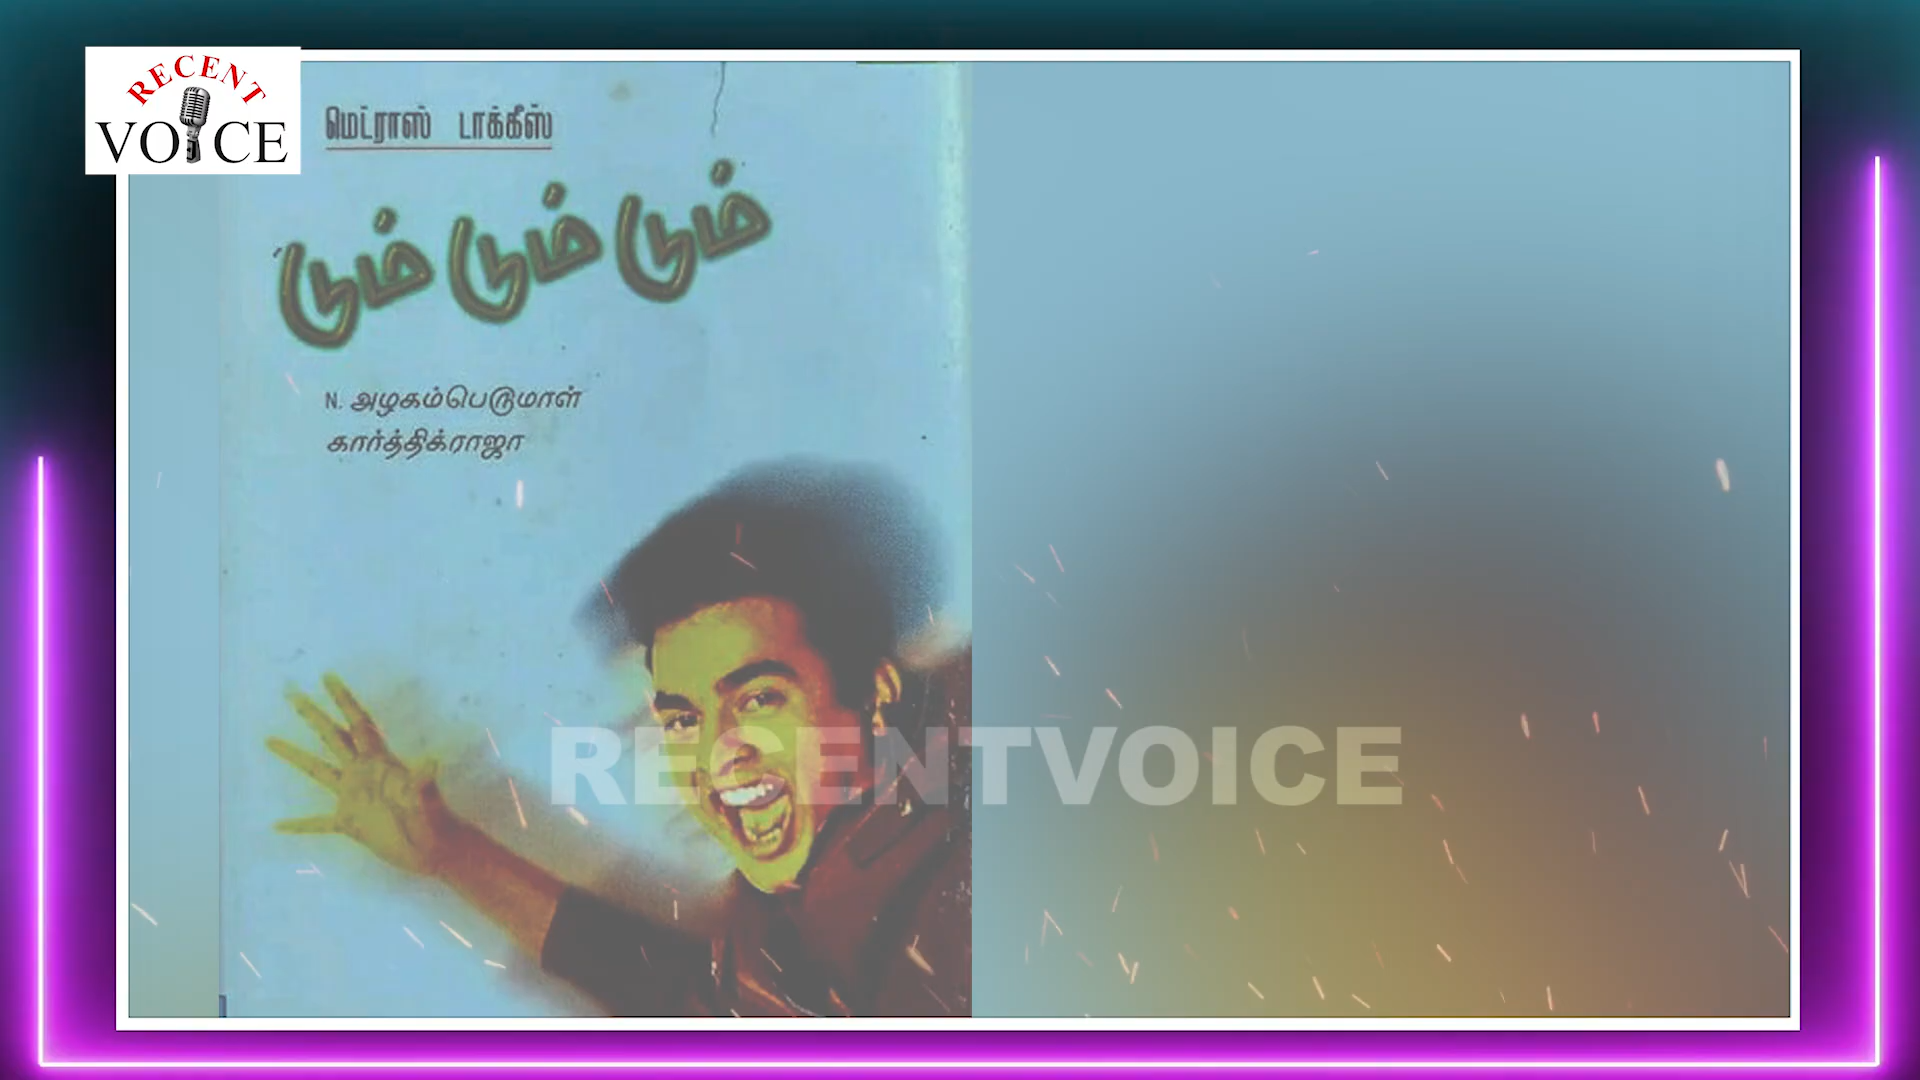 RECENT
VOICE
மெட்ராஸ் டாக்கீஸ்
டும் டும் டும்
N. அழகம்பெருமாள்
கார்த்திக்ராஜா
RECENTVOICE